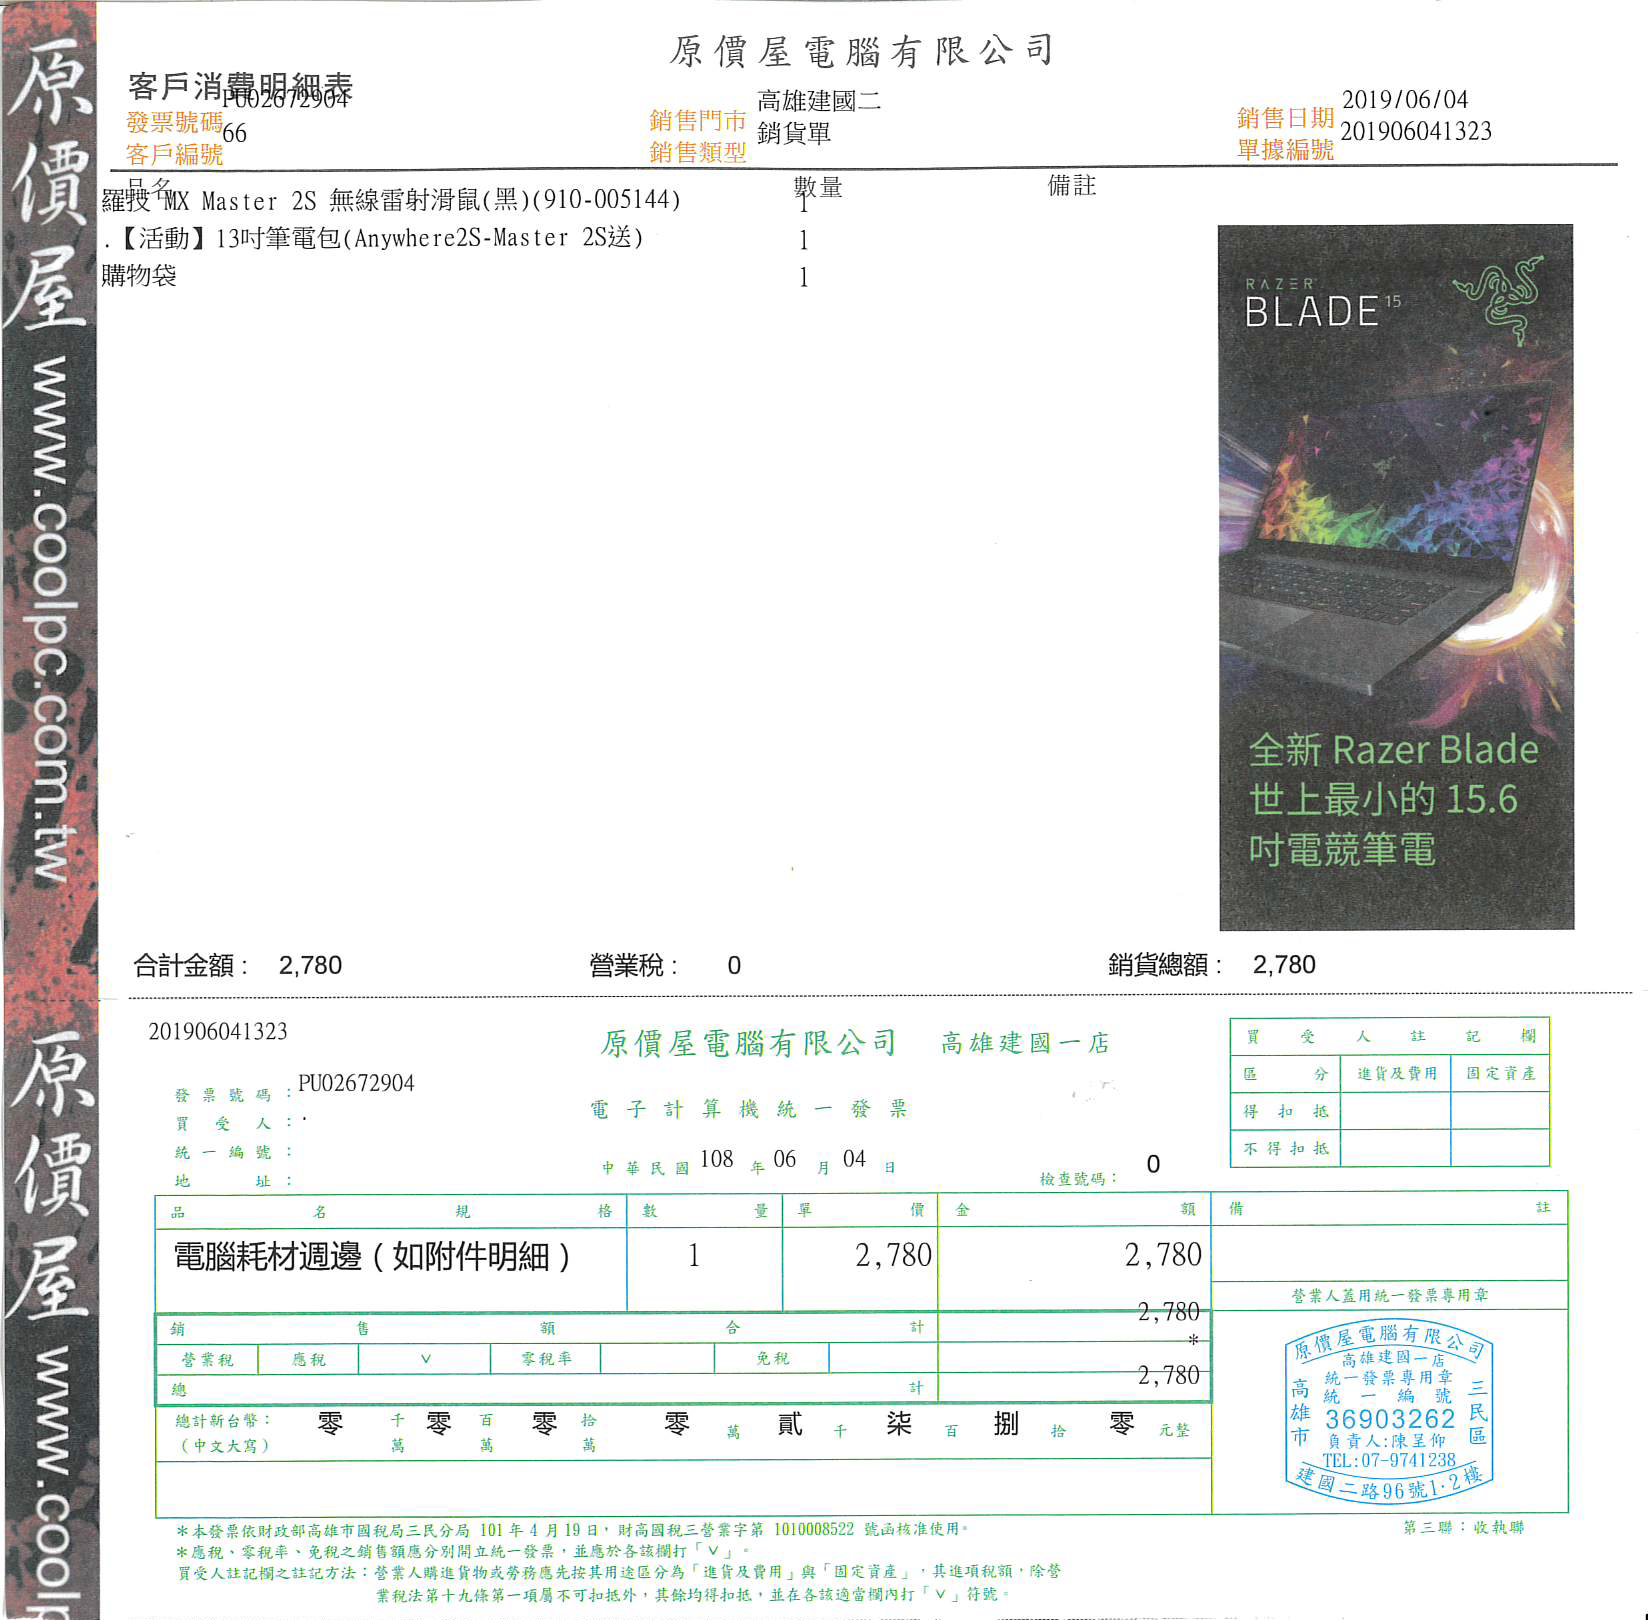 原價屋 www.coolpc.com.tw
原價屋電腦有限公司
客戶消費明細表
發票號碼 PU02672904
客戶編號 66
銷售門市 高雄建國二
銷售類型 銷貨單
銷售日期 2019/06/04
單據編號 201906041323
品名 數量 備註
羅技 MX Master 2S 無線雷射滑鼠(黑)(910-005144) 1
.【活動】13吋筆電包(Anywhere2S-Master 2S送) 1
購物袋 1
RAZER
BLADE 15
全新 Razer Blade
世上最小的 15.6
吋電競筆電
合計金額： 2,780 營業稅： 0 銷貨總額： 2,780
原價屋 www.cool
201906041323
原價屋電腦有限公司 高雄建國一店
發票號碼：PU02672904
買受人：.
統一編號：
地址：
電子計算機統一發票
中華民國 108 年 06 月 04 日
檢查號碼： 0
買受人註記欄
區分 進貨及費用 固定資產
得扣抵
不得扣抵
品名規格 數量 單價 金額 備註
電腦耗材週邊（如附件明細） 1 2,780 2,780
營業人蓋用統一發票專用章
銷售額合計 2,780
營業稅 應稅 V 零稅率 免稅 *
總計 2,780
總計新台幣：（中文大寫） 零千萬 零百萬 零拾萬 零萬 貳千 柒百 捌拾 零元整
原價屋電腦有限公司
高雄建國一店
統一發票專用章
統一編號
36903262
負責人:陳呈仰
TEL:07-9741238
高雄市 三民區
建國二路96號1·2樓
＊本發票依財政部高雄市國稅局三民分局 101 年 4 月 19 日，財高國稅三營業字第 1010008522 號函核准使用。
第三聯：收執聯
＊應稅、零稅率、免稅之銷售額應分別開立統一發票，並應於各該欄打「V」。
買受人註記欄之註記方法：營業人購進貨物或勞務應先按其用途區分為「進貨及費用」與「固定資產」，其進項稅額，除營
業稅法第十九條第一項屬不可扣抵外，其餘均得扣抵，並在各該適當欄內打「V」符號。